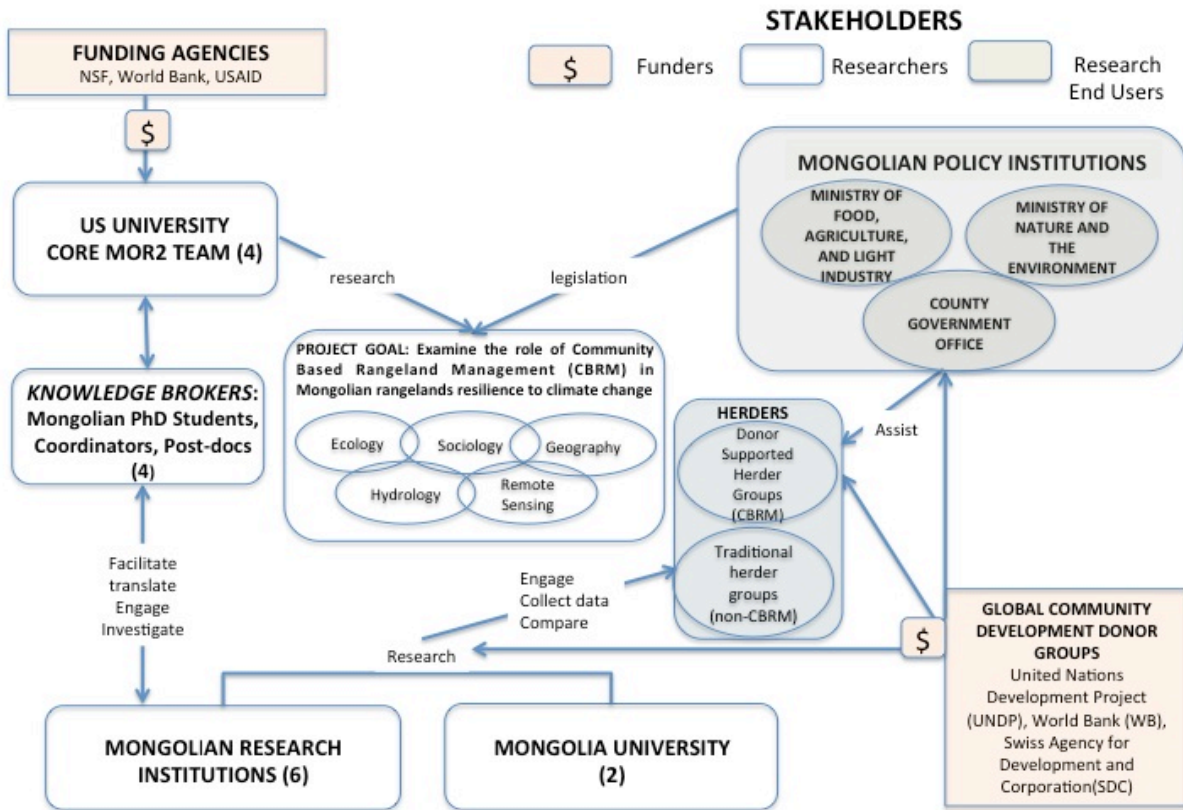 STAKEHOLDERS
$
Funders
Researchers
Research
End Users
FUNDING AGENCIES
NSF, World Bank, USAID
$
US UNIVERSITY
CORE MOR2 TEAM (4)
research
legislation
MONGOLIAN POLICY INSTITUTIONS
MINISTRY OF
FOOD,
AGRICULTURE,
AND LIGHT
INDUSTRY
MINISTRY OF
NATURE AND
THE
ENVIRONMENT
COUNTY
GOVERNMENT
OFFICE
PROJECT GOAL: Examine the role of Community
Based Rangeland Management (CBRM) in
Mongolian rangelands resilience to climate change
Ecology
Sociology
Geography
Hydrology
Remote
Sensing
KNOWLEDGE BROKERS:
Mongolian PhD Students,
Coordinators, Post-docs
(4)
HERDERS
Donor
Supported
Herder
Groups
(CBRM)
Traditional
herder
groups
(non-CBRM)
Assist
Facilitate
translate
Engage
Investigate
Engage
Collect data
Compare
Research
$
GLOBAL COMMUNITY
DEVELOPMENT DONOR
GROUPS
United Nations
Development Project
(UNDP), World Bank (WB),
Swiss Agency for
Development and
Corporation(SDC)
MONGOLIAN RESEARCH
INSTITUTIONS (6)
MONGOLIA UNIVERSITY
(2)